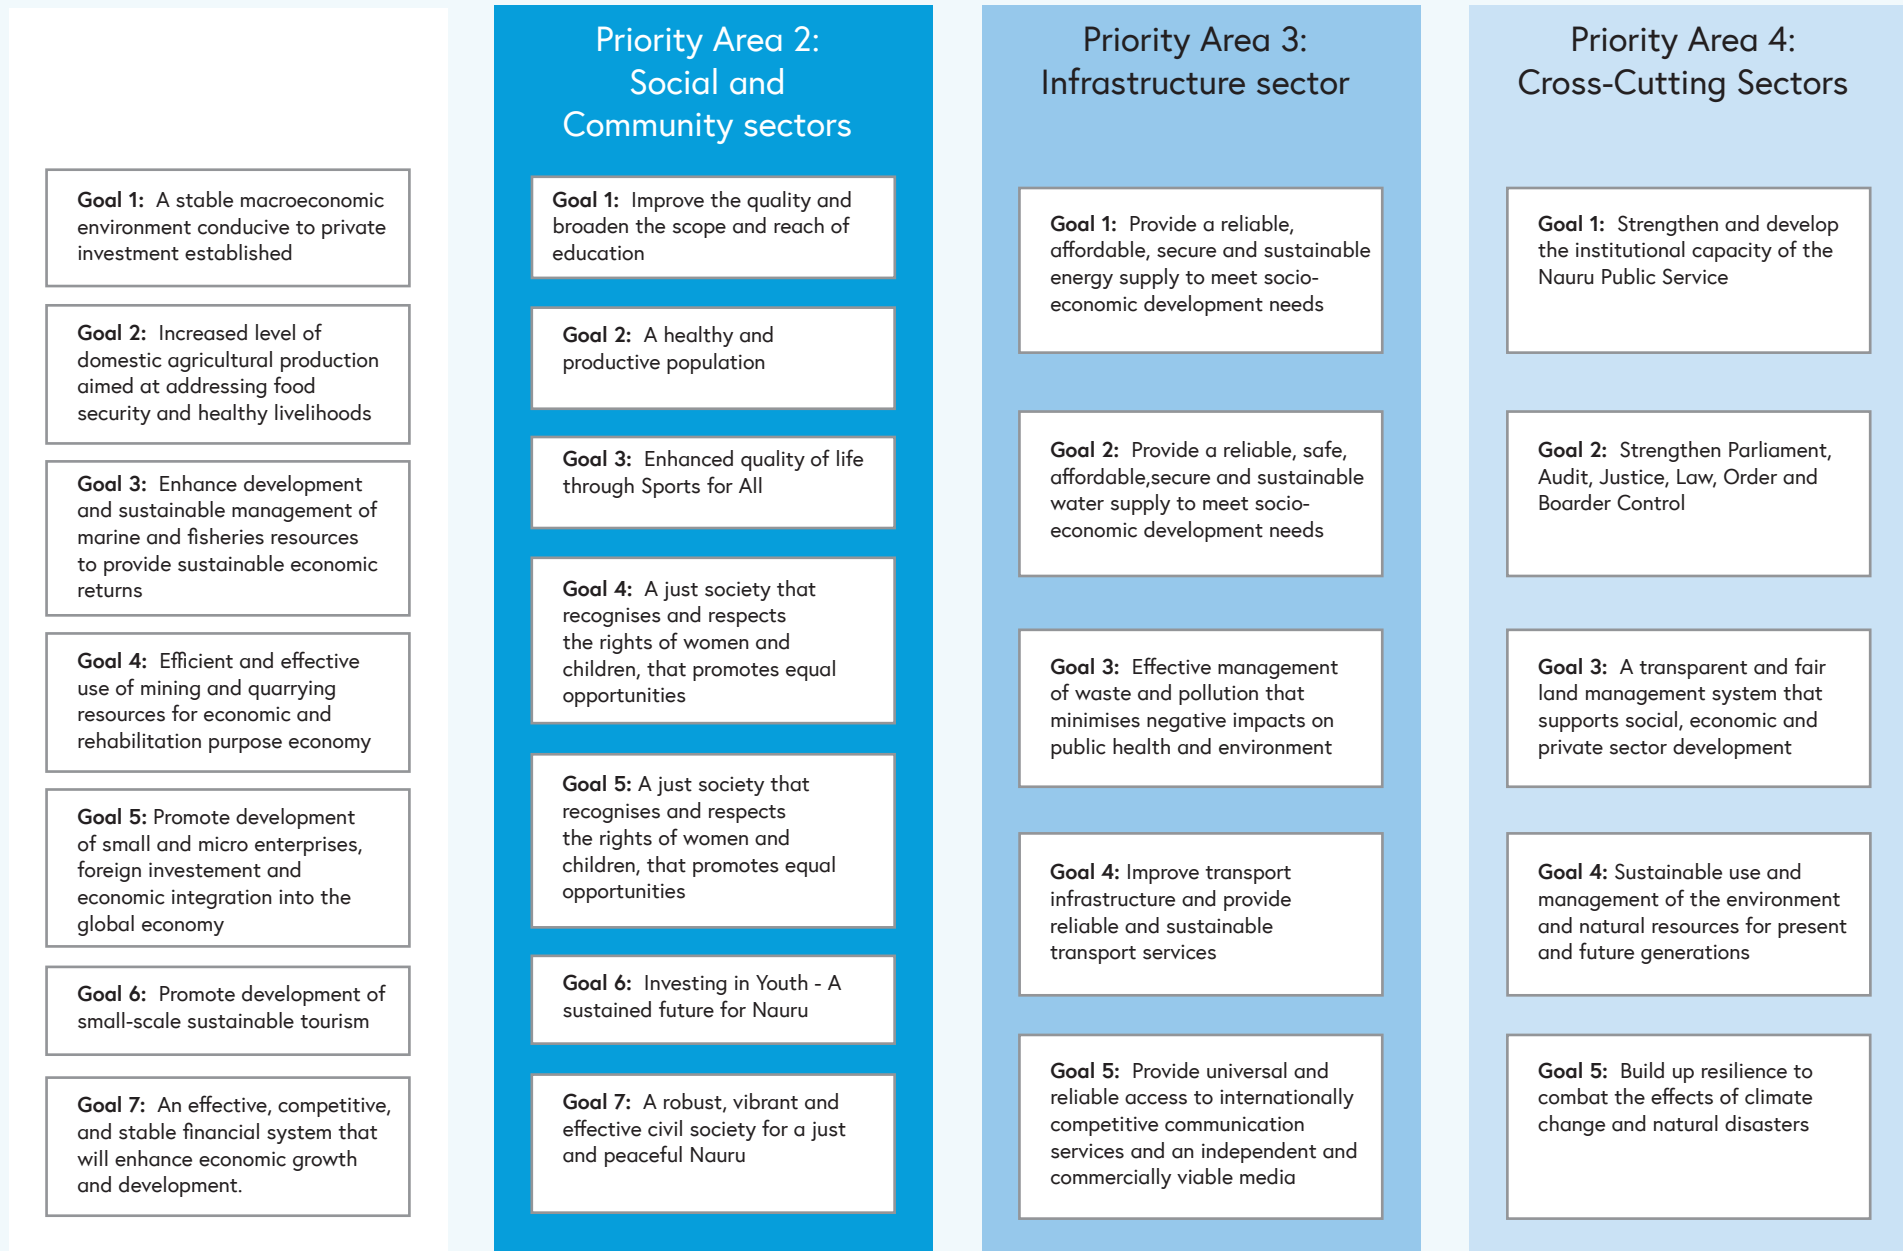 Goal 1: A stable macroeconomic
environment conducive to private
investment established
Goal 2: Increased level of
domestic agricultural production
aimed at addressing food
security and healthy livelihoods
Goal 3: Enhance development
and sustainable management of
marine and fisheries resources
to provide sustainable economic
returns
Goal 4: Efficient and effective
use of mining and quarrying
resources for economic and
rehabilitation purpose economy
Goal 5: Promote development
of small and micro enterprises,
foreign investement and
economic integration into the
global economy
Goal 6: Promote development of
small-scale sustainable tourism
Goal 7: An effective, competitive,
and stable financial system that
will enhance economic growth
and development.
Priority Area 2:
Social and
Community sectors
Goal 1: Improve the quality and
broaden the scope and reach of
education
Goal 2: A healthy and
productive population
Goal 3: Enhanced quality of life
through Sports for All
Goal 4: A just society that
recognises and respects
the rights of women and
children, that promotes equal
opportunities
Goal 5: A just society that
recognises and respects
the rights of women and
children, that promotes equal
opportunities
Goal 6: Investing in Youth - A
sustained future for Nauru
Goal 7: A robust, vibrant and
effective civil society for a just
and peaceful Nauru
Priority Area 3:
Infrastructure sector
Goal 1: Provide a reliable,
affordable, secure and sustainable
energy supply to meet socio-
economic development needs
Goal 2: Provide a reliable, safe,
affordable,secure and sustainable
water supply to meet socio-
economic development needs
Goal 3: Effective management
of waste and pollution that
minimises negative impacts on
public health and environment
Goal 4: Improve transport
infrastructure and provide
reliable and sustainable
transport services
Goal 5: Provide universal and
reliable access to internationally
competitive communication
services and an independent and
commercially viable media
Priority Area 4:
Cross-Cutting Sectors
Goal 1: Strengthen and develop
the institutional capacity of the
Nauru Public Service
Goal 2: Strengthen Parliament,
Audit, Justice, Law, Order and
Boarder Control
Goal 3: A transparent and fair
land management system that
supports social, economic and
private sector development
Goal 4: Sustainable use and
management of the environment
and natural resources for present
and future generations
Goal 5: Build up resilience to
combat the effects of climate
change and natural disasters